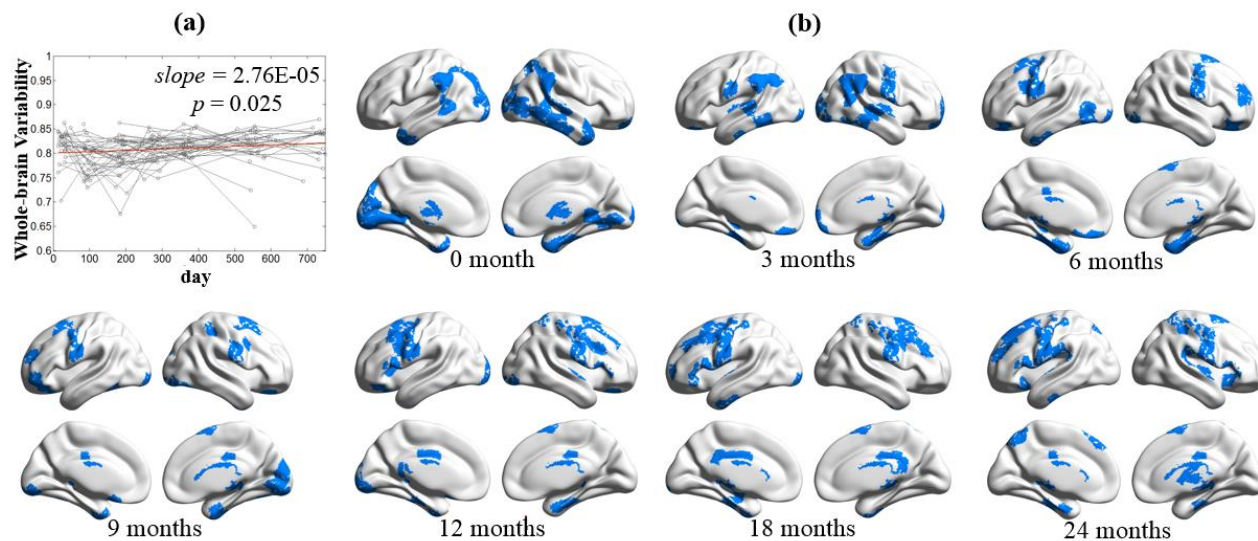 (a)
(b)
slope = 2.76E-05
p = 0.025
Whole-brain Variability
1
0.95
0.9
0.85
0.8
0.75
0.7
0.65
0.6
0 100 200 300 400 500 600 700
day
0 month
3 months
6 months
9 months
12 months
18 months
24 months